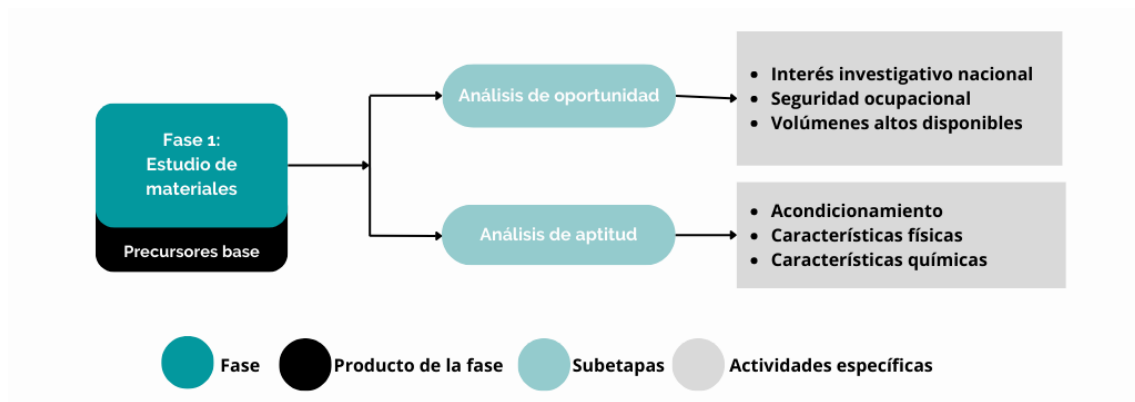 Fase 1:
Estudio de
materiales
Precursores base
Análisis de oportunidad
• Interés investigativo nacional
• Seguridad ocupacional
• Volúmenes altos disponibles
Análisis de aptitud
• Acondicionamiento
• Características físicas
• Características químicas
Fase
Producto de la fase
Subetapas
Actividades específicas